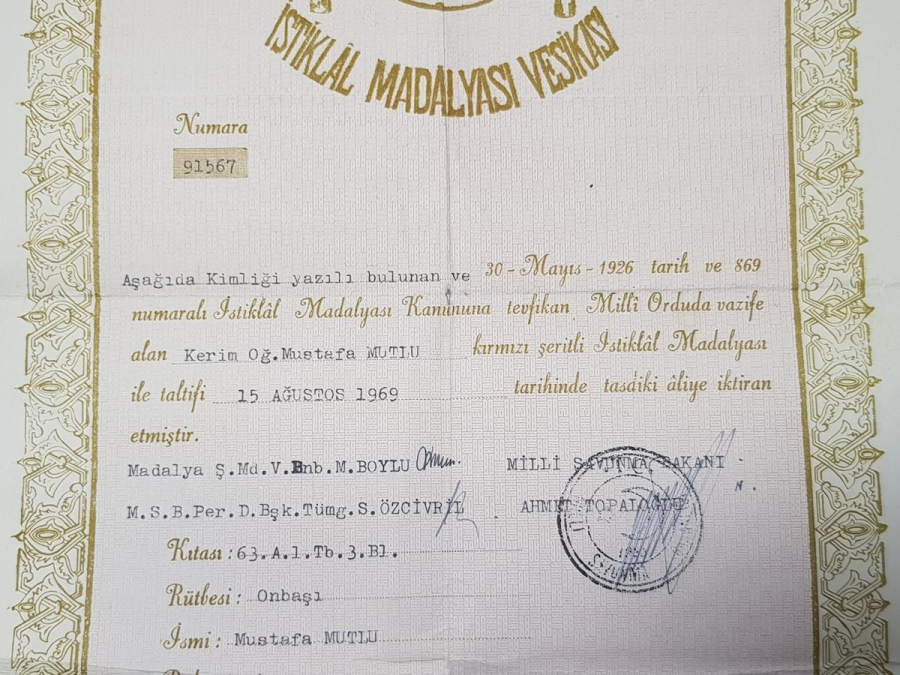 İSTİKLÂL MADALYASI VESİKASI
Numara
91567
Aşağıda Kimliği yazılı bulunan ve 30 - Mayıs - 1926 tarih ve 869
numaralı İstiklâl Madalyası Kanununa tevfikan Millî Orduda vazife
alan Kerim Oğ.Mustafa MUTLU kırmızı şeritli İstiklâl Madalyası
ile taltifi 15 AĞUSTOS 1969 tarihinde tasdiki âliye iktiran
etmiştir.
Madalya Ş.Md.V.Bnb.M.BOYLU MİLLİ SAVUNMA BAKANI
M.S.B.Per.D.Bşk.Tümg.S.ÖZCİVRİL AHMET TOPALOĞLU
Kıtası : 63.A.1.Tb.3.Bl.
Rütbesi : Onbaşı
İsmi : Mustafa MUTLU